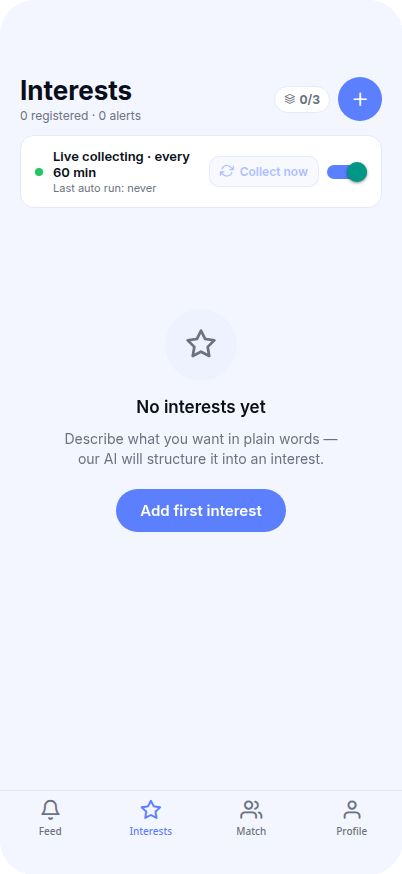 Interests
0 registered · 0 alerts
0/3
Live collecting · every
60 min
Last auto run: never
Collect now
No interests yet
Describe what you want in plain words —
our AI will structure it into an interest.
Add first interest
Feed
Interests
Match
Profile